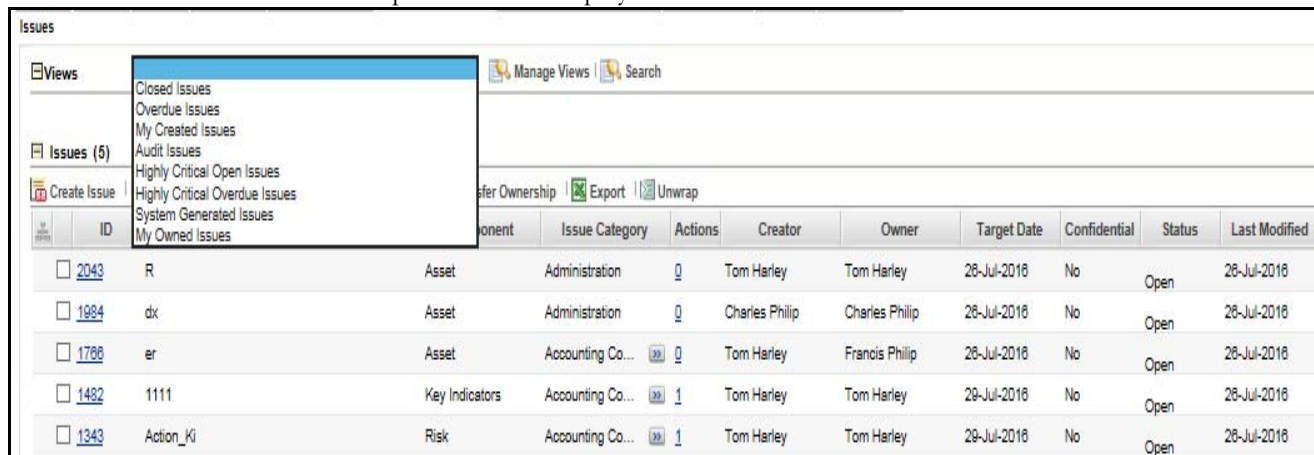 Issues
Views
Manage Views | Search
Closed Issues
Overdue Issues
My Created Issues
Audit Issues
Highly Critical Open Issues
Highly Critical Overdue Issues
System Generated Issues
My Owned Issues
Issues (5)
Create Issue | sfer Ownership | Export | Unwrap
ID ponent Issue Category Actions Creator Owner Target Date Confidential Status Last Modified
2043 R Asset Administration 0 Tom Harley Tom Harley 26-Jul-2016 No Open 26-Jul-2016
1984 dx Asset Administration 0 Charles Philip Charles Philip 26-Jul-2016 No Open 26-Jul-2016
1766 er Asset Accounting Co... 0 Tom Harley Francis Philip 26-Jul-2016 No Open 26-Jul-2016
1482 1111 Key Indicators Accounting Co... 1 Tom Harley Tom Harley 29-Jul-2016 No Open 26-Jul-2016
1343 Action_Ki Risk Accounting Co... 1 Tom Harley Tom Harley 29-Jul-2016 No Open 26-Jul-2016